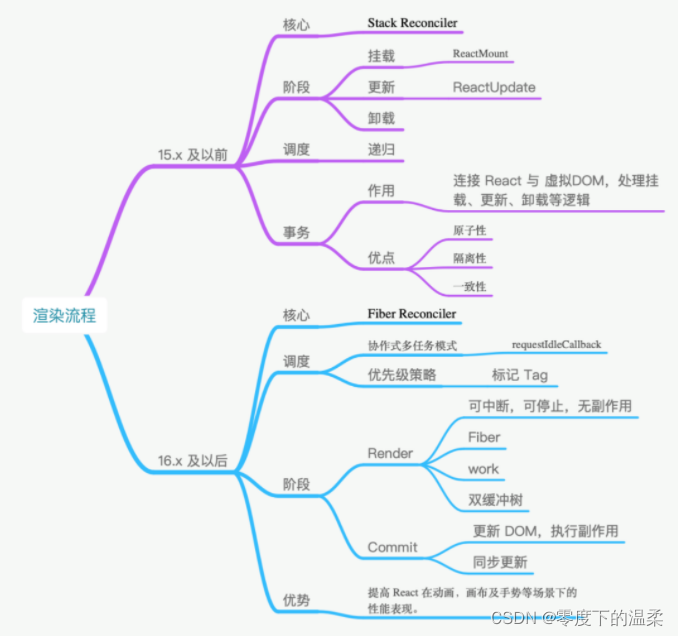 渲染流程
15.x 及以前
核心
Stack Reconciler
阶段
挂载
ReactMount
更新
ReactUpdate
卸载
调度
递归
事务
作用
连接 React 与 虚拟DOM，处理挂
载、更新、卸载等逻辑
优点
原子性
隔离性
一致性
16.x 及以后
核心
Fiber Reconciler
调度
协作式多任务模式
requestIdleCallback
优先级策略
标记 Tag
阶段
Render
可中断，可停止，无副作用
Fiber
work
双缓冲树
Commit
更新 DOM，执行副作用
同步更新
优势
提高 React 在动画、画布及手势等场景下的
性能表现。
CSDN @零度下的温柔